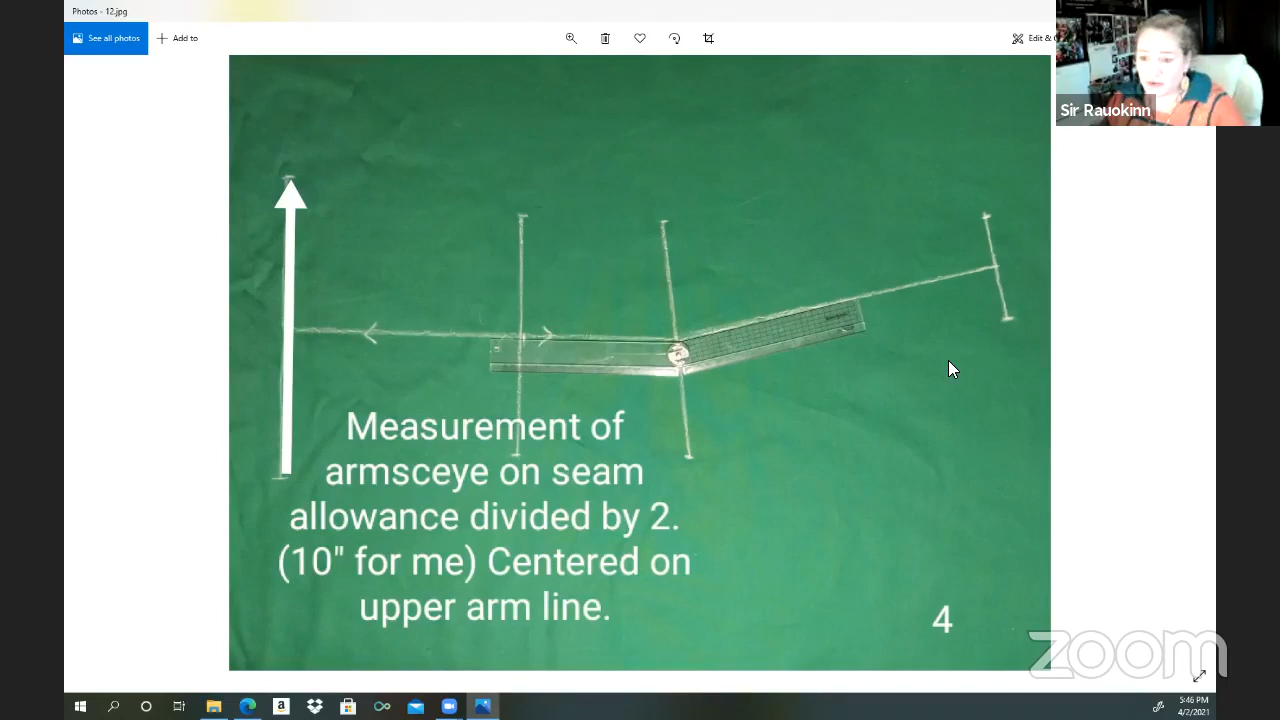 Photos - 12.jpg
See all photos
Add to
Edit & C
Sir Rauokinn
Measurement of
armsceye on seam
allowance divided by 2.
(10" for me) Centered on
upper arm line.
4
zoom
5:46 PM
4/2/2021